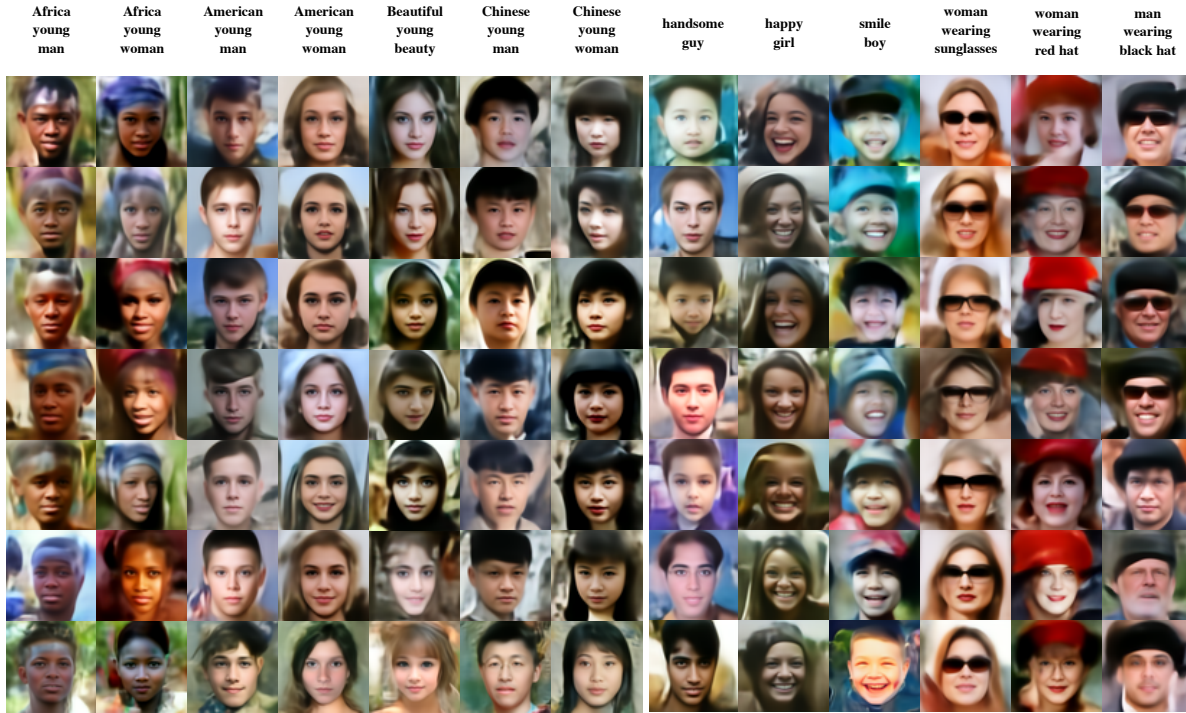 Africa
young
man
Africa
young
woman
American
young
man
American
young
woman
Beautiful
young
beauty
Chinese
young
man
Chinese
young
woman
handsome
guy
happy
girl
smile
boy
woman
wearing
sunglasses
woman
wearing
red hat
man
wearing
black hat